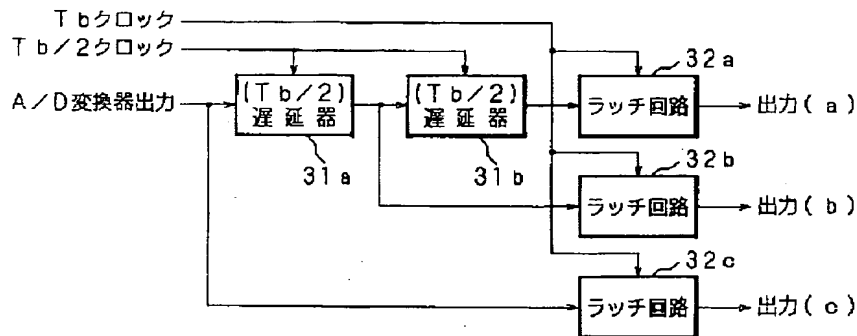 Tbクロック
Tb/2クロック
A/D変換器出力
(Tb/2)
遅延器
31a
(Tb/2)
遅延器
31b
32a
ラッチ回路
出力(a)
32b
ラッチ回路
出力(b)
32c
ラッチ回路
出力(c)